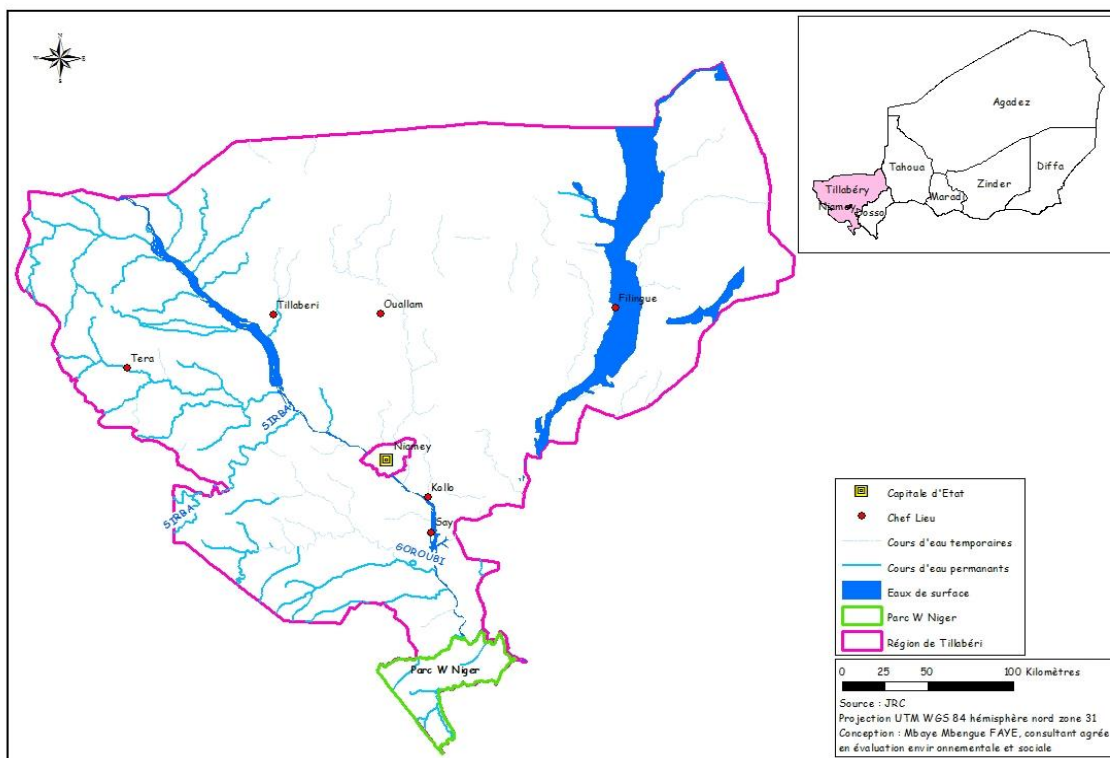 N
W E
S
Agadez
Tahoua
Diffa
Zinder
Maradi
Tillabéry
Niamey
Dosso
Tillaberi
Ouallam
Filingue
Tera
SIRBA
Niamey
Kollo
SIRBA
Say
GOROUBI
Parc W Niger
Capitale d'Etat
Chef Lieu
Cours d'eau temporaires
Cours d'eau permanants
Eaux de surface
Parc W Niger
Région de Tillabéri
0 25 50 100 Kilomètres
Source : JRC
Projection UTM WGS 84 hémisphère nord zone 31
Conception : Mbaye Mbengue FAYE, consultant agrée
en évaluation envir onnementale et sociale